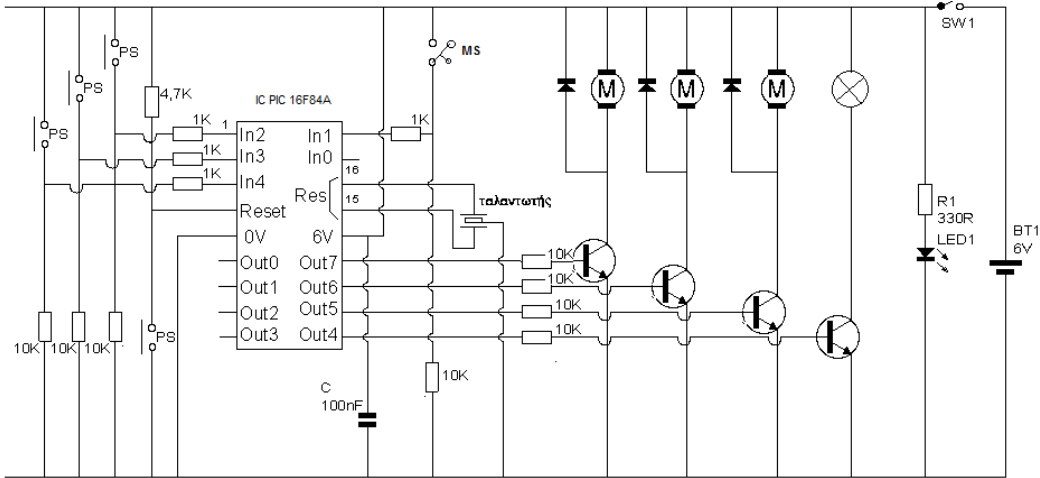 SW1
PS
MS
PS
4,7K
IC PIC 16F84A
PS
1K
1
In2
In1
1K
1K
In3
In0
16
1K
In4
Res
15
ταλαντωτής
Reset
0V
6V
Out0
Out7
10K
Out1
Out6
10K
Out2
Out5
10K
Out3
Out4
10K
PS
10K
10K
10K
10K
C
100nF
M
M
M
R1
330R
LED1
BT1
6V